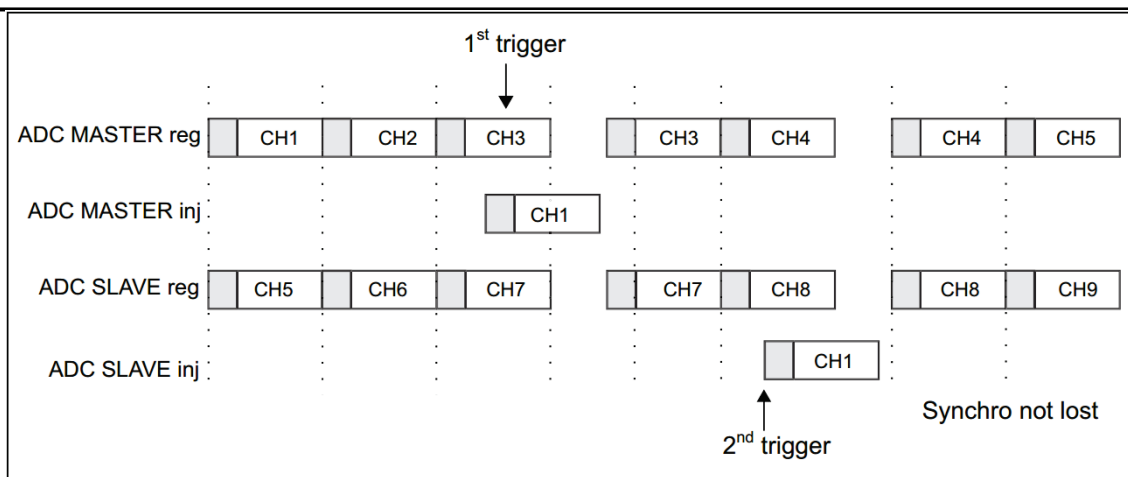 1st trigger
ADC MASTER reg CH1 CH2 CH3 CH3 CH4 CH4 CH5
ADC MASTER inj CH1
ADC SLAVE reg CH5 CH6 CH7 CH7 CH8 CH8 CH9
ADC SLAVE inj CH1
Synchro not lost
2nd trigger